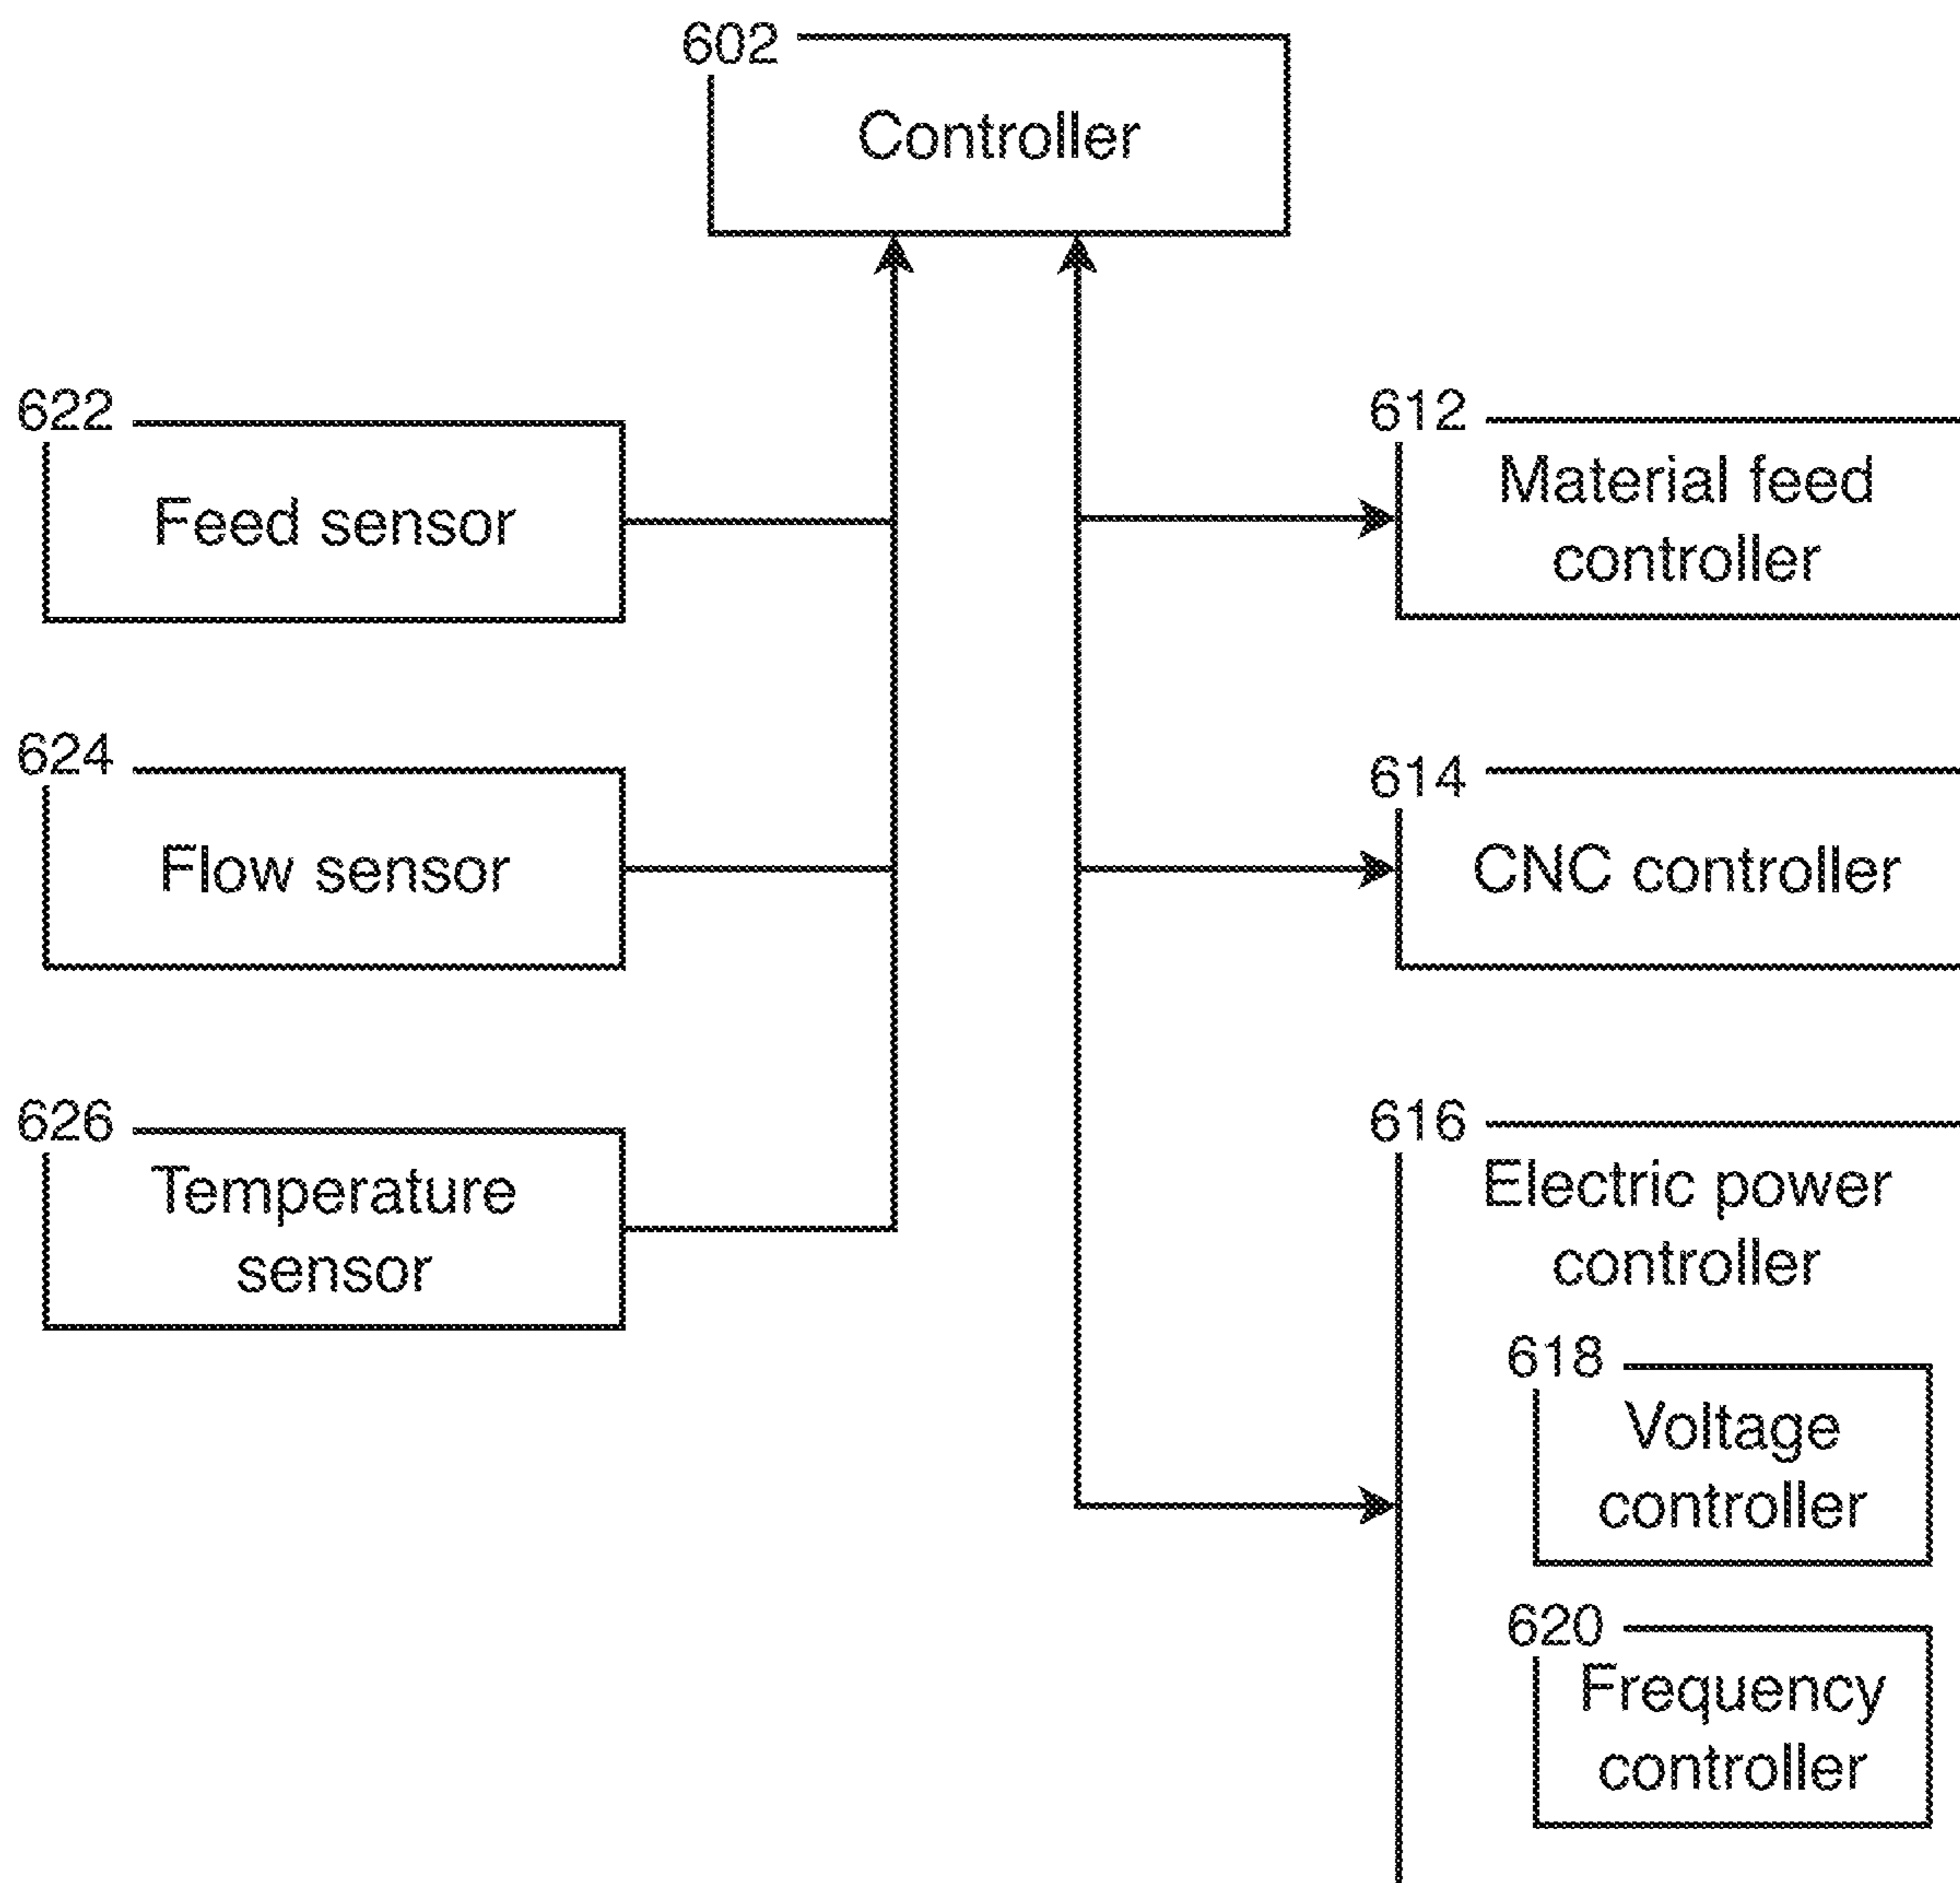 602
Controller
622
Feed sensor
612
Material feed
controller
624
Flow sensor
614
CNC controller
626
Temperature
sensor
616
Electric power
controller
618
Voltage
controller
620
Frequency
controller